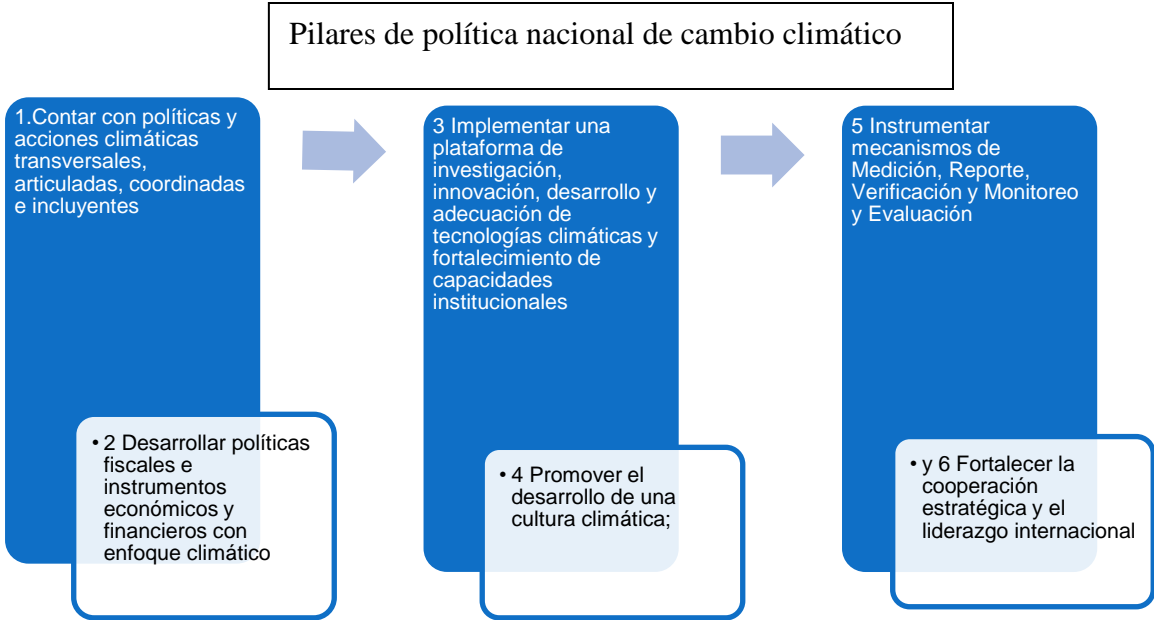 Pilares de política nacional de cambio climático
1.Contar con políticas y
acciones climáticas
transversales,
articuladas, coordinadas
e incluyentes
• 2 Desarrollar políticas
fiscales e
instrumentos
económicos y
financieros con
enfoque climático
3 Implementar una
plataforma de
investigación,
innovación, desarrollo y
adecuación de
tecnologías climáticas y
fortalecimiento de
capacidades
institucionales
• 4 Promover el
desarrollo de una
cultura climática;
5 Instrumentar
mecanismos de
Medición, Reporte,
Verificación y Monitoreo
y Evaluación
• y 6 Fortalecer la
cooperación
estratégica y el
liderazgo internacional